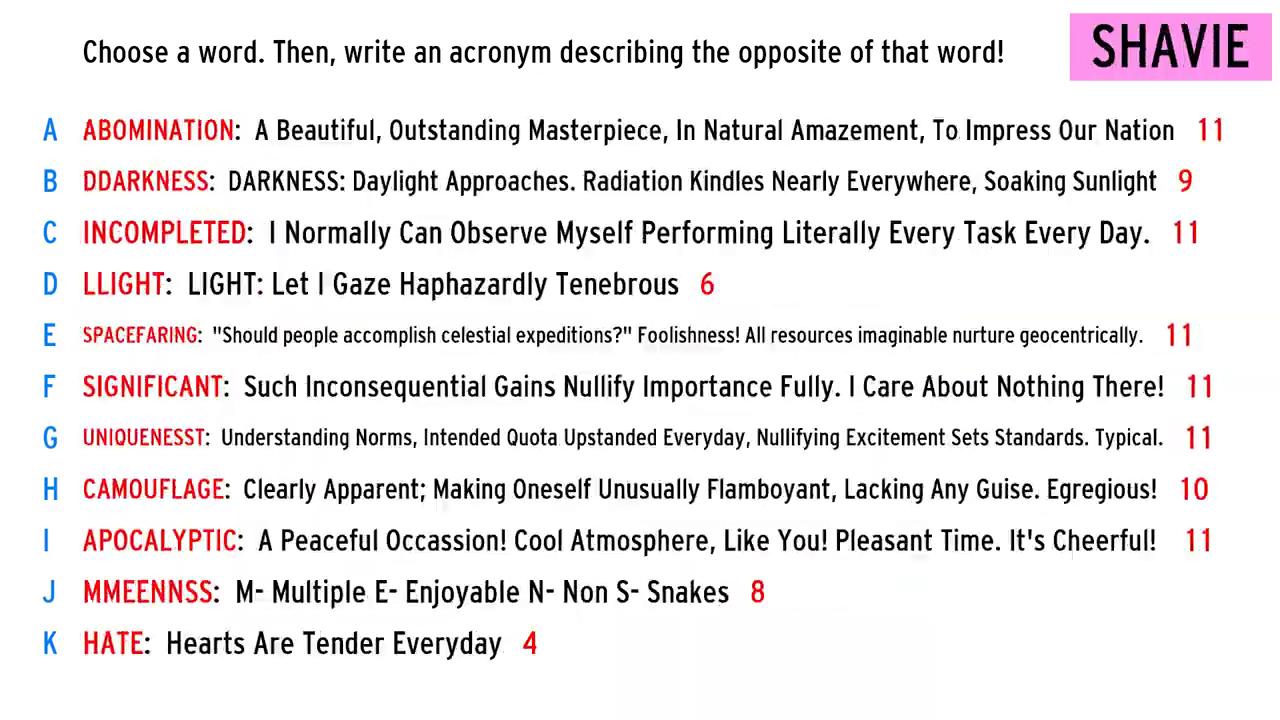 Choose a word. Then, write an acronym describing the opposite of that word!
SHAVIE
A ABOMINATION: A Beautiful, Outstanding Masterpiece, In Natural Amazement, To Impress Our Nation 11
B DDARKNESS: DARKNESS: Daylight Approaches. Radiation Kindles Nearly Everywhere, Soaking Sunlight 9
C INCOMPLETED: I Normally Can Observe Myself Performing Literally Every Task Every Day. 11
D LLIGHT: LIGHT: Let I Gaze Haphazardly Tenebrous 6
E SPACEFARING: "Should people accomplish celestial expeditions?" Foolishness! All resources imaginable nurture geocentrically. 11
F SIGNIFICANT: Such Inconsequential Gains Nullify Importance Fully. I Care About Nothing There! 11
G UNIQUENESST: Understanding Norms, Intended Quota Upstanded Everyday, Nullifying Excitement Sets Standards. Typical. 11
H CAMOUFLAGE: Clearly Apparent; Making Oneself Unusually Flamboyant, Lacking Any Guise. Egregious! 10
I APOCALYPTIC: A Peaceful Occassion! Cool Atmosphere, Like You! Pleasant Time. It's Cheerful! 11
J MMEENNSS: M- Multiple E- Enjoyable N- Non S- Snakes 8
K HATE: Hearts Are Tender Everyday 4